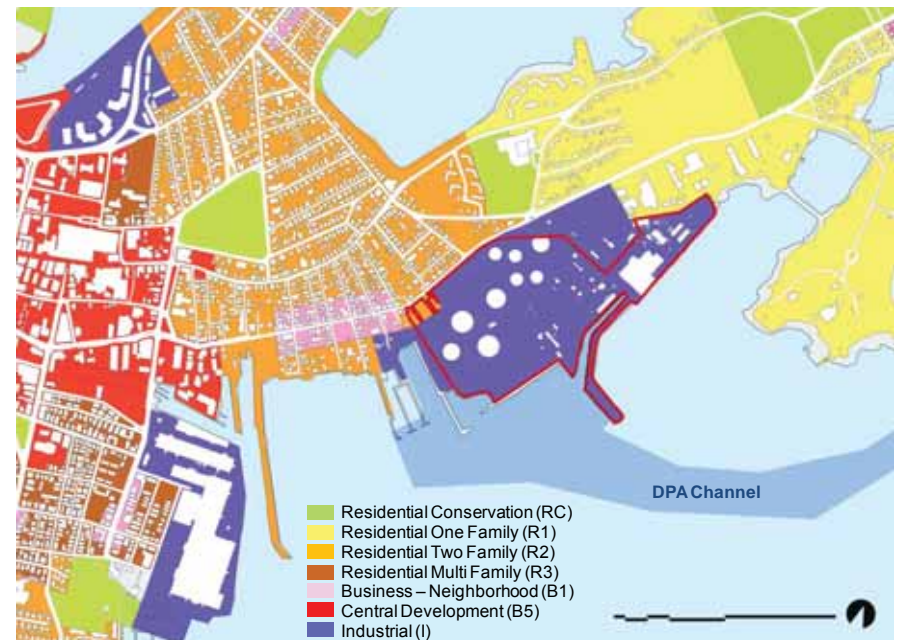 DPA Channel
Residential Conservation (RC)
Residential One Family (R1)
Residential Two Family (R2)
Residential Multi Family (R3)
Business – Neighborhood (B1)
Central Development (B5)
Industrial (I)